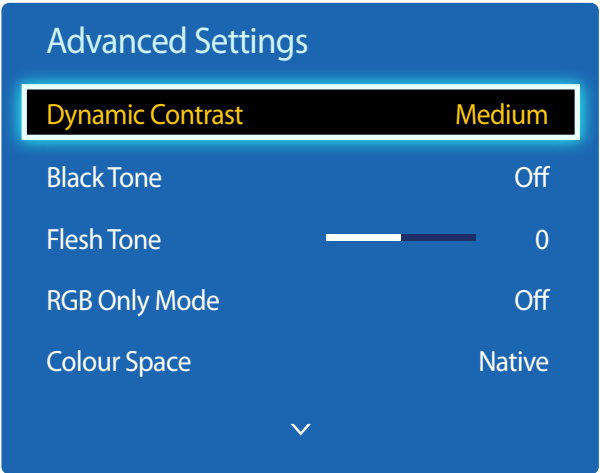 Advanced Settings
Dynamic Contrast Medium
Black Tone Off
Flesh Tone 0
RGB Only Mode Off
Colour Space Native